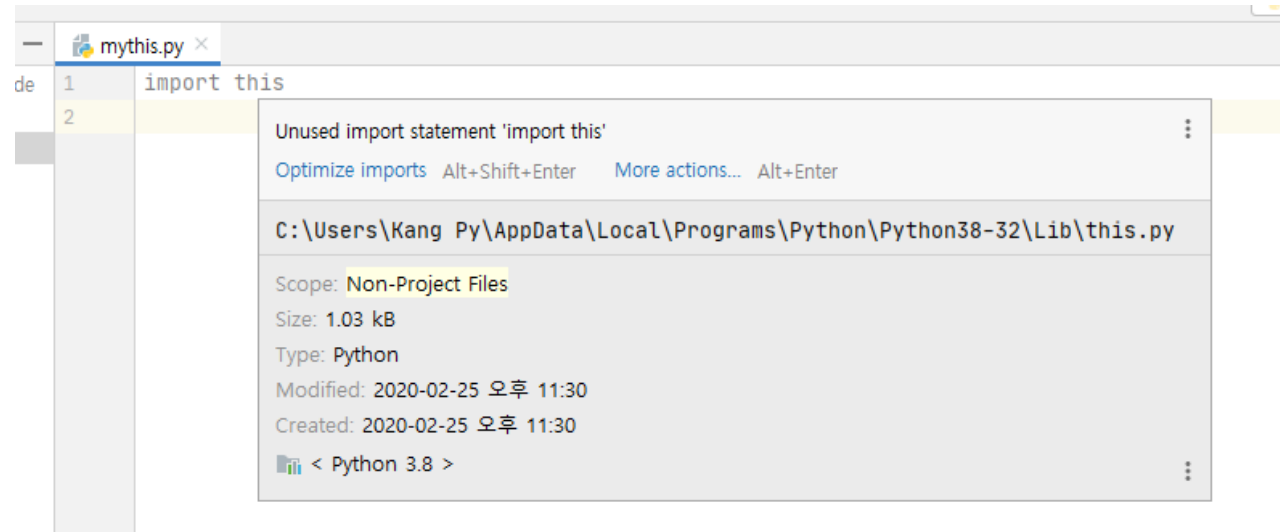 mythis.py
de 1 import this
2
Unused import statement 'import this'
Optimize imports Alt+Shift+Enter More actions... Alt+Enter
C:\Users\Kang Py\AppData\Local\Programs\Python\Python38-32\Lib\this.py
Scope: Non-Project Files
Size: 1.03 kB
Type: Python
Modified: 2020-02-25 오후 11:30
Created: 2020-02-25 오후 11:30
< Python 3.8 >